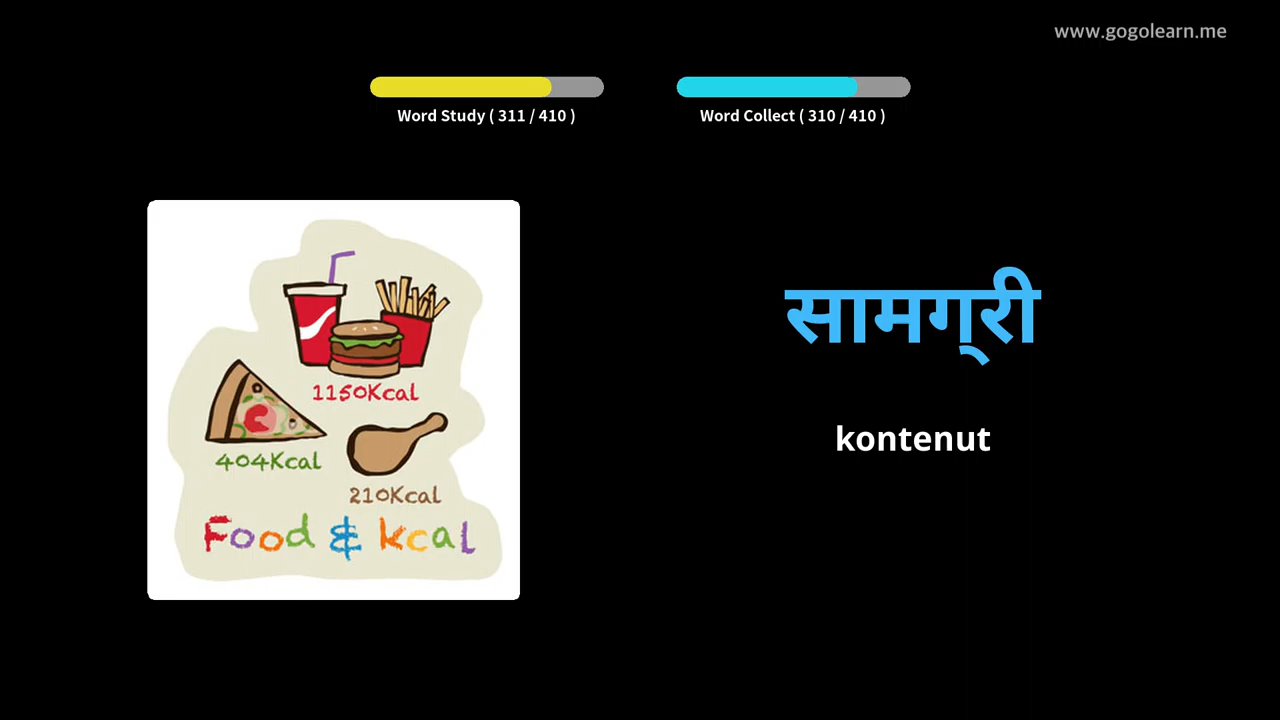 www.gogolearn.me
Word Study ( 311 / 410 )
Word Collect ( 310 / 410 )
1150Kcal
404Kcal
210Kcal
Food & kcal
सामग्री
kontenut